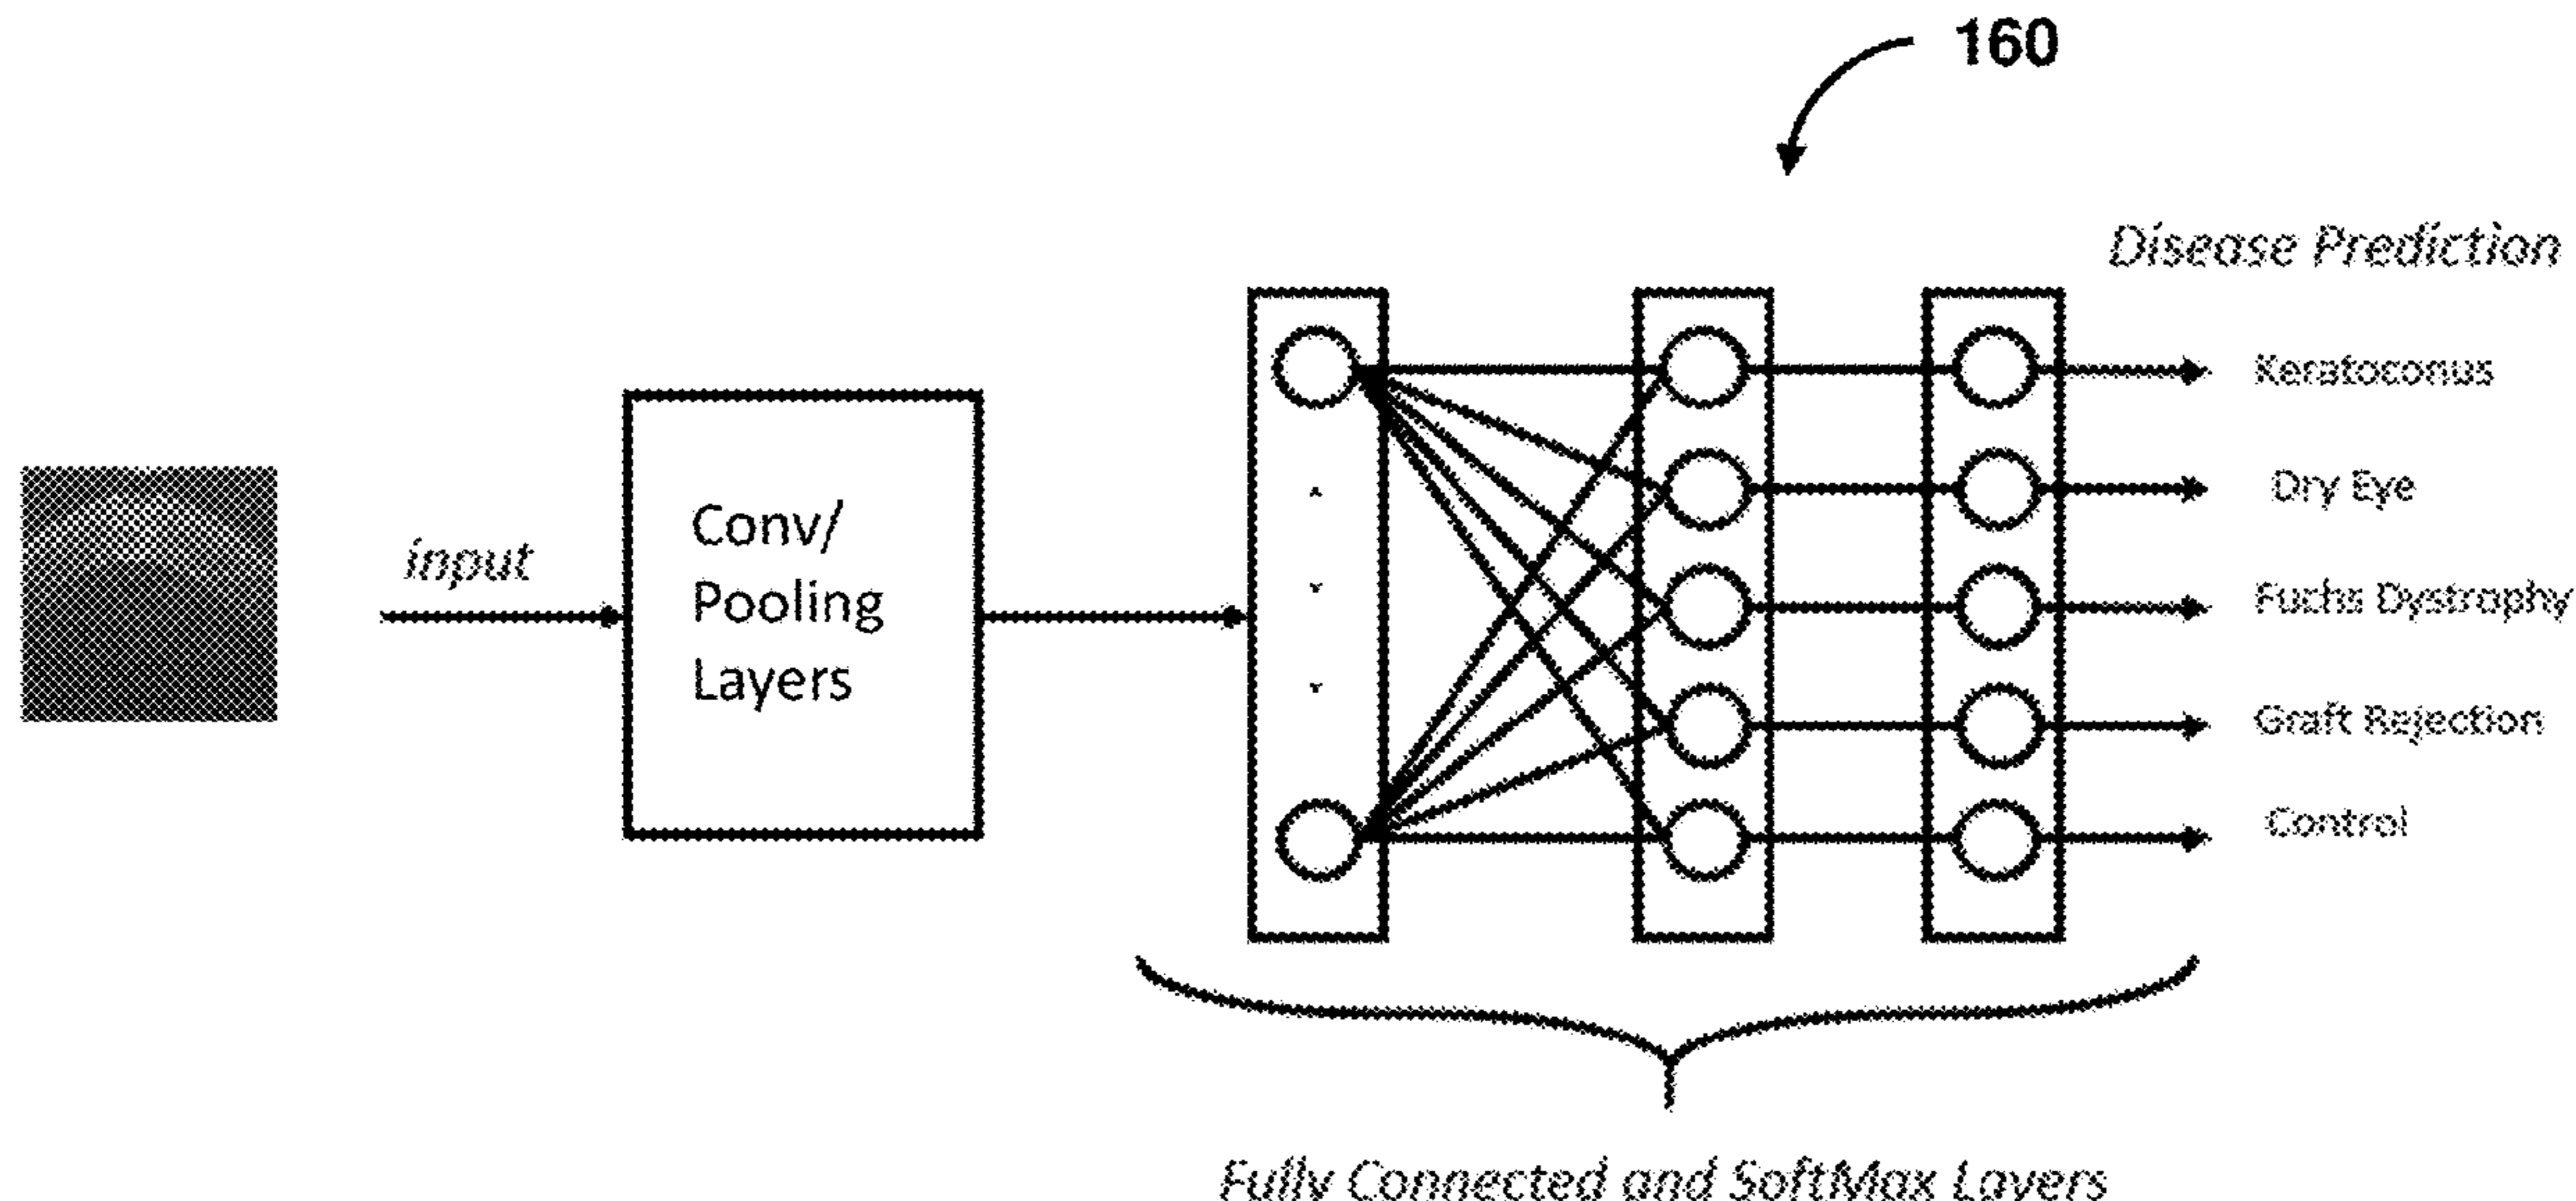 160
Disease Prediction
Keratoconus
input
Conv/
Pooling
Layers
Dry Eye
Fuchs Dystrophy
Graft Rejection
Control
Fully Connected and SoftMax Layers